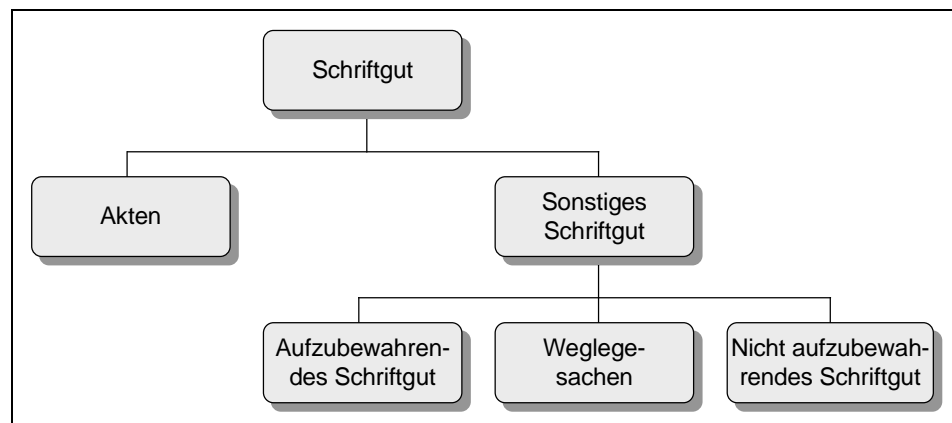 Schriftgut
Akten
Sonstiges
Schriftgut
Aufzubewahren-
des Schriftgut
Weglege-
sachen
Nicht aufzubewah-
rendes Schriftgut